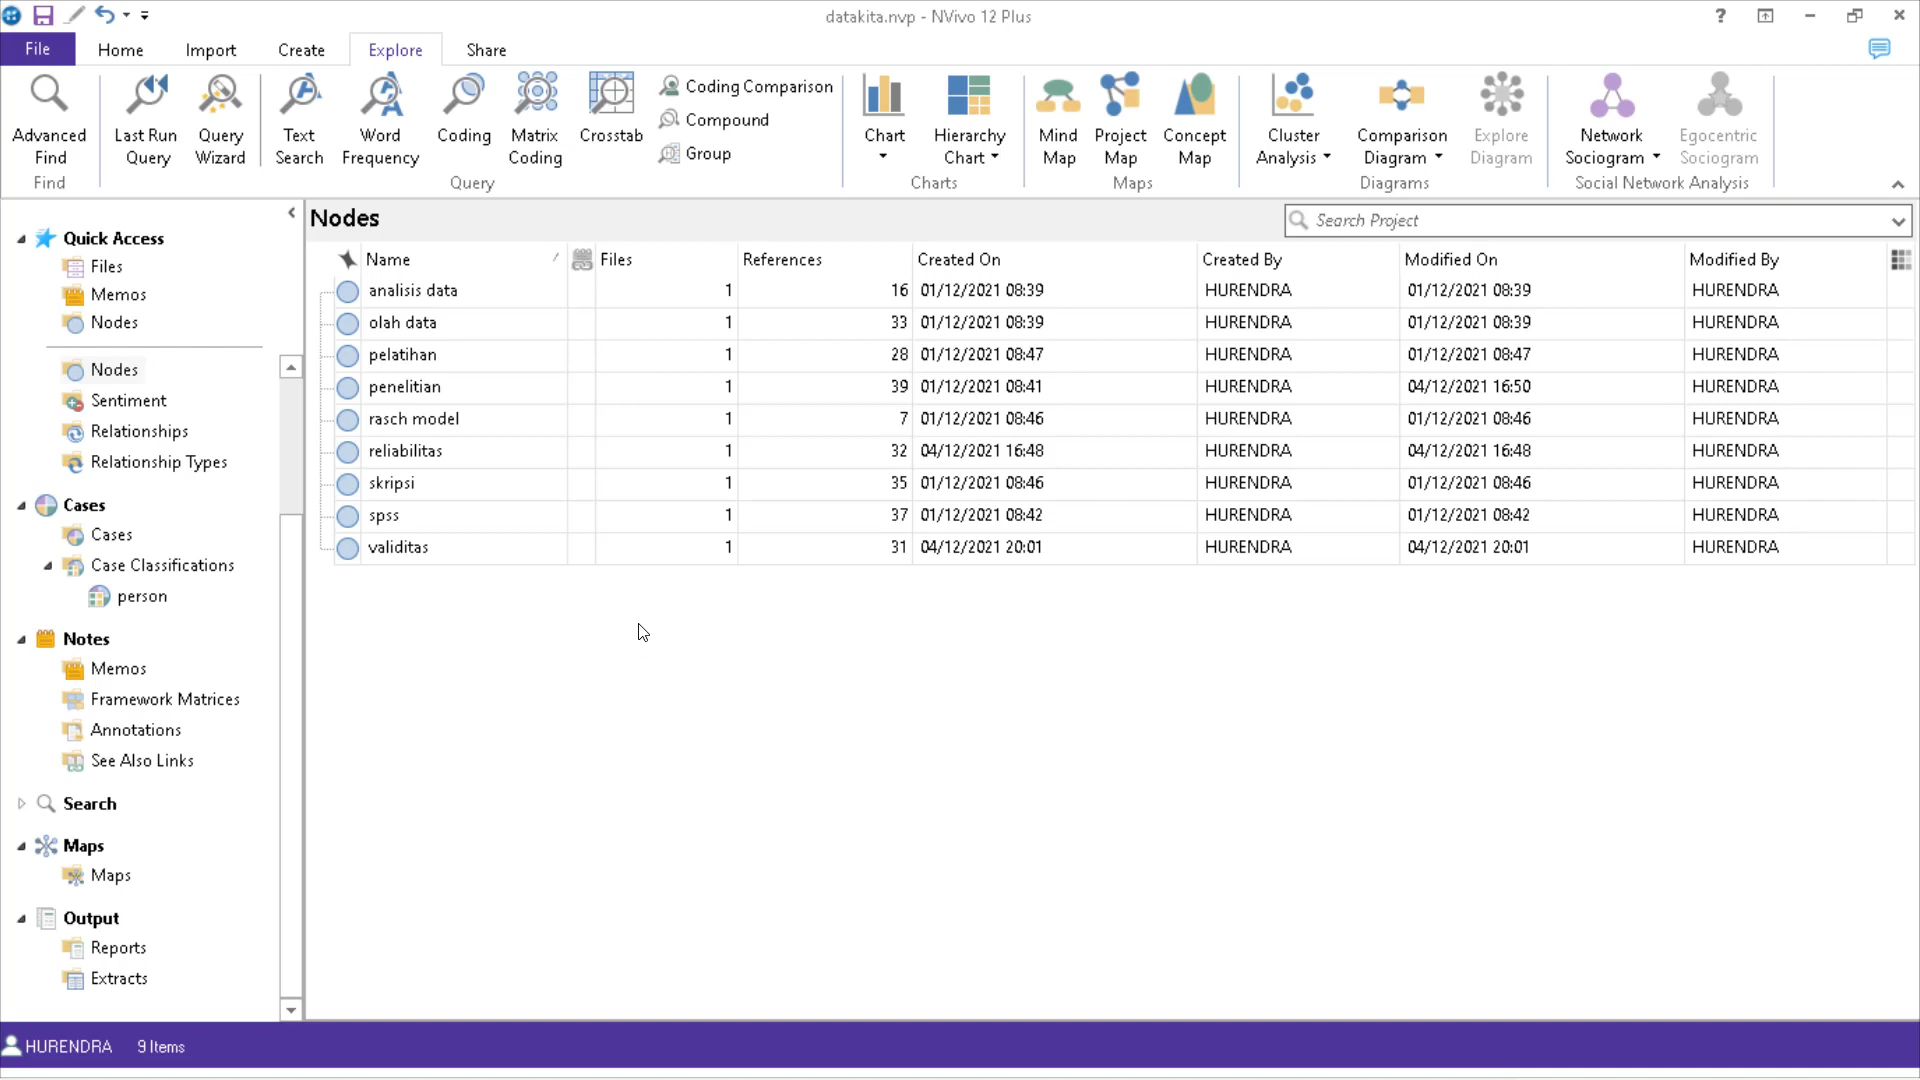 datakita.nvp - NVivo 12 Plus
?
File Home Import Create Explore Share
Advanced Find
Last Run Query
Query Wizard
Text Search
Word Frequency
Coding
Matrix Coding
Crosstab
Coding Comparison
Compound
Group
Chart
Hierarchy Chart
Mind Map
Project Map
Concept Map
Cluster Analysis
Comparison Diagram
Explore Diagram
Network Sociogram
Egocentric Sociogram
Find Query Charts Maps Diagrams Social Network Analysis
Quick Access
Files
Memos
Nodes
Nodes
Sentiment
Relationships
Relationship Types
Cases
Cases
Case Classifications
person
Notes
Memos
Framework Matrices
Annotations
See Also Links
Search
Maps
Maps
Output
Reports
Extracts
Nodes
Search Project
Name Files References Created On Created By Modified On Modified By
analisis data 1 16 01/12/2021 08:39 HURENDRA 01/12/2021 08:39 HURENDRA
olah data 1 33 01/12/2021 08:39 HURENDRA 01/12/2021 08:39 HURENDRA
pelatihan 1 28 01/12/2021 08:47 HURENDRA 01/12/2021 08:47 HURENDRA
penelitian 1 39 01/12/2021 08:41 HURENDRA 04/12/2021 16:50 HURENDRA
rasch model 1 7 01/12/2021 08:46 HURENDRA 01/12/2021 08:46 HURENDRA
reliabilitas 1 32 04/12/2021 16:48 HURENDRA 04/12/2021 16:48 HURENDRA
skripsi 1 35 01/12/2021 08:46 HURENDRA 01/12/2021 08:46 HURENDRA
spss 1 37 01/12/2021 08:42 HURENDRA 01/12/2021 08:42 HURENDRA
validitas 1 31 04/12/2021 20:01 HURENDRA 04/12/2021 20:01 HURENDRA
HURENDRA 9 Items